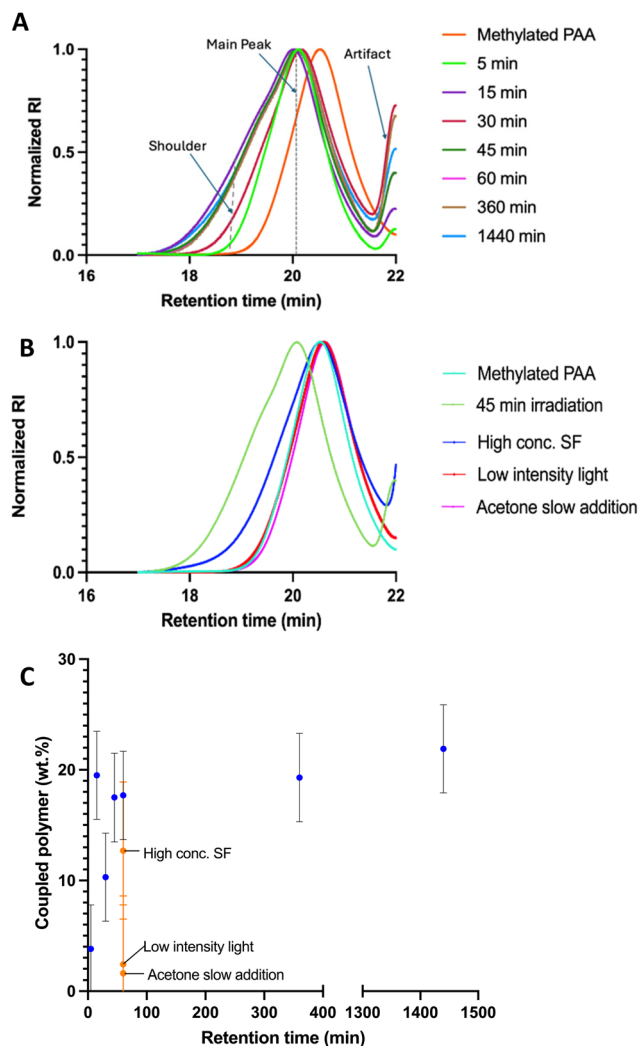 A
Main Peak
Artifact
Shoulder
Normalized RI
1.0
0.5
0.0
16
18
20
22
Retention time (min)
Methylated PAA
5 min
15 min
30 min
45 min
60 min
360 min
1440 min
B
Normalized RI
1.0
0.5
0.0
16
18
20
22
Retention time (min)
Methylated PAA
45 min irradiation
High conc. SF
Low intensity light
Acetone slow addition
C
Coupled polymer (wt.%)
30
20
10
0
High conc. SF
Low intensity light
Acetone slow addition
0
100
200
300
400
1300
1400
1500
Retention time (min)